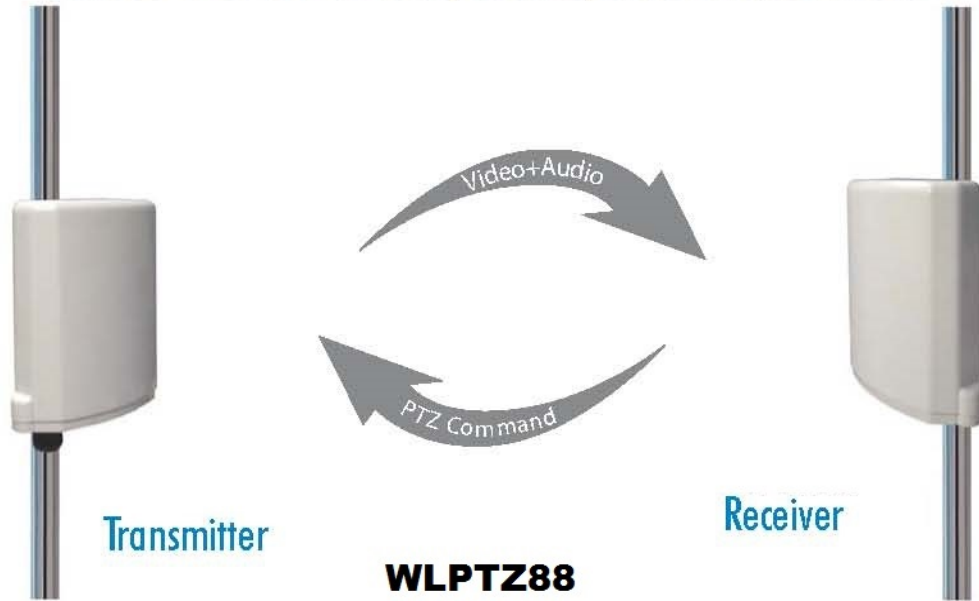 Video+Audio
PTZ Command
Transmitter
Receiver
WLPTZ88